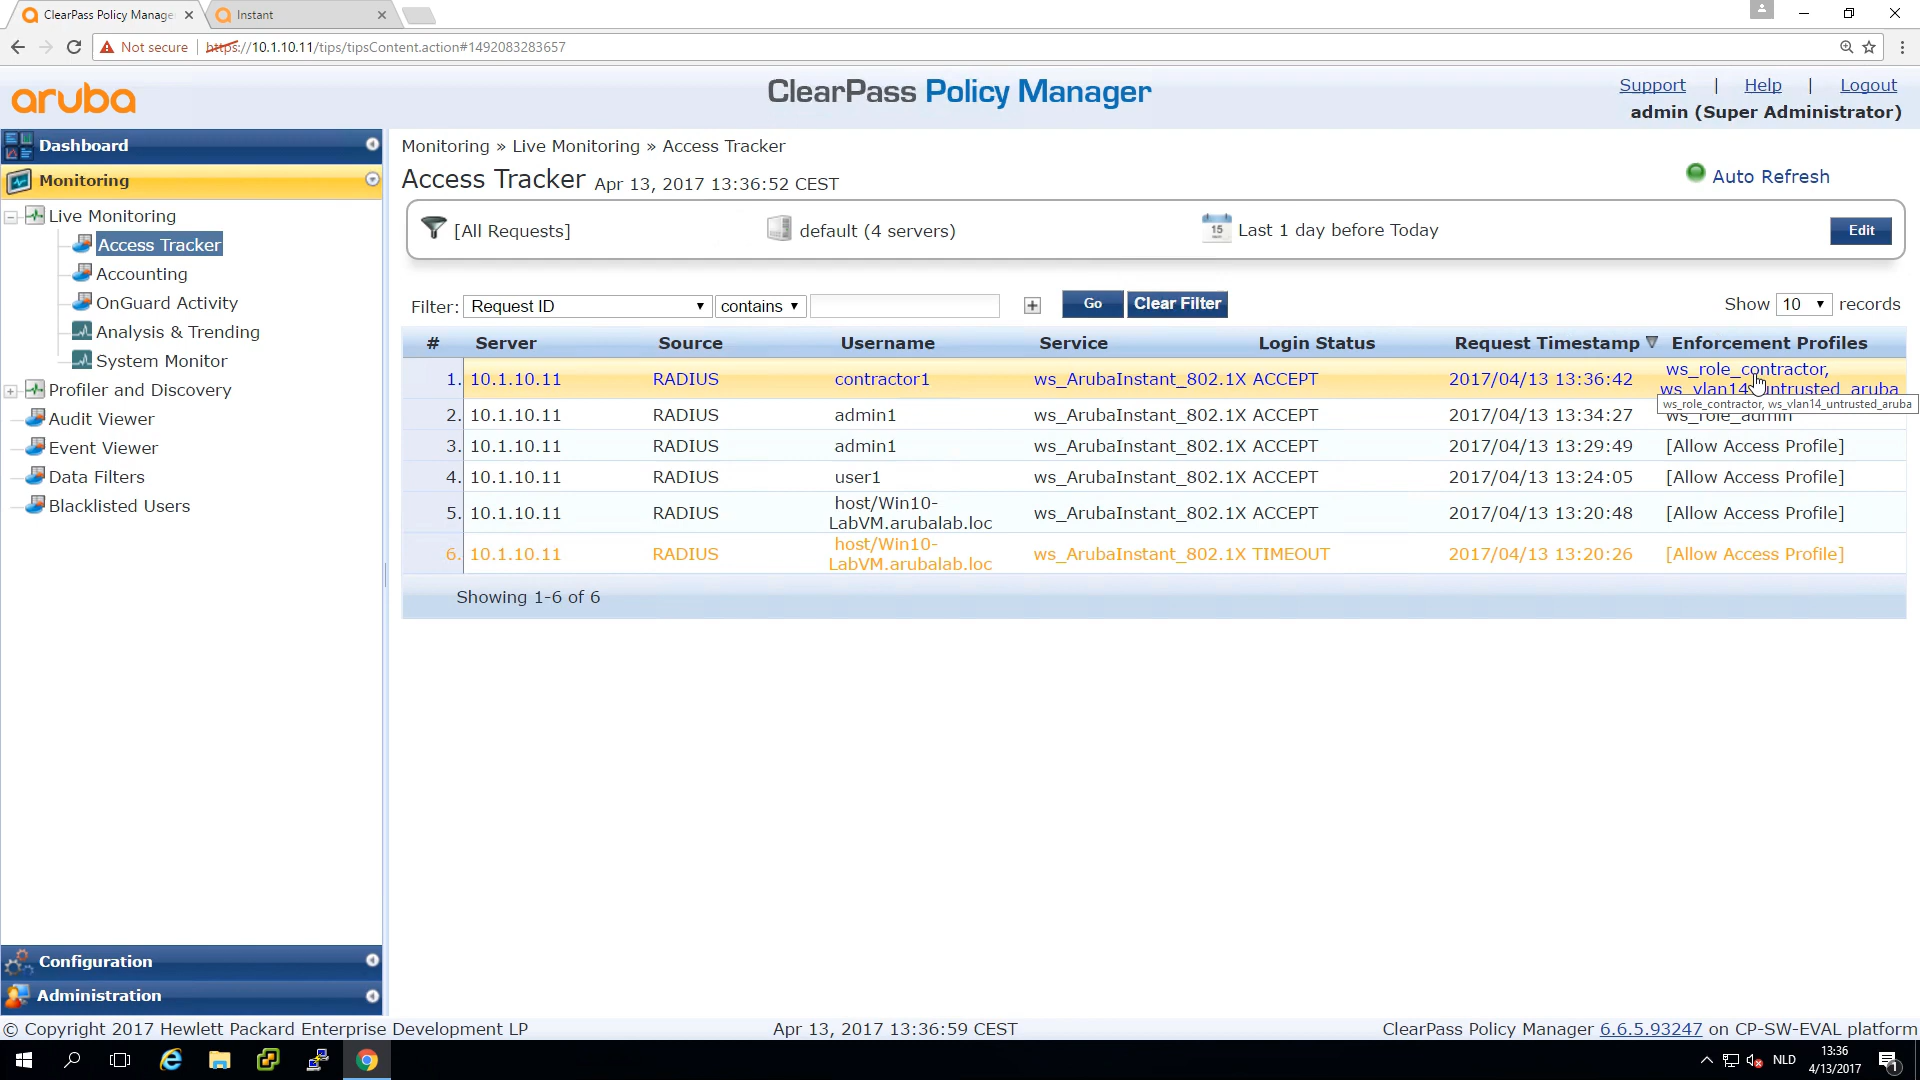 ClearPass Policy Manage
Instant
Not secure
https://10.1.10.11/tips/tipsContent.action#1492083283657
aruba
ClearPass Policy Manager
Support | Help | Logout
admin (Super Administrator)
Dashboard
Monitoring
Live Monitoring
Access Tracker
Accounting
OnGuard Activity
Analysis & Trending
System Monitor
Profiler and Discovery
Audit Viewer
Event Viewer
Data Filters
Blacklisted Users
Configuration
Administration
Monitoring » Live Monitoring » Access Tracker
Access Tracker Apr 13, 2017 13:36:52 CEST
Auto Refresh
[All Requests]
default (4 servers)
15
Last 1 day before Today
Edit
Filter: Request ID contains
Go
Clear Filter
Show 10 records
# Server Source Username Service Login Status Request Timestamp Enforcement Profiles
1. 10.1.10.11 RADIUS contractor1 ws_ArubaInstant_802.1X ACCEPT 2017/04/13 13:36:42 ws_role_contractor,
ws_vlan14_untrusted_aruba
ws_role_contractor, ws_vlan14_untrusted_aruba
2. 10.1.10.11 RADIUS admin1 ws_ArubaInstant_802.1X ACCEPT 2017/04/13 13:34:27 ws_role_admin
3. 10.1.10.11 RADIUS admin1 ws_ArubaInstant_802.1X ACCEPT 2017/04/13 13:29:49 [Allow Access Profile]
4. 10.1.10.11 RADIUS user1 ws_ArubaInstant_802.1X ACCEPT 2017/04/13 13:24:05 [Allow Access Profile]
5. 10.1.10.11 RADIUS host/Win10-
LabVM.arubalab.loc ws_ArubaInstant_802.1X ACCEPT 2017/04/13 13:20:48 [Allow Access Profile]
6. 10.1.10.11 RADIUS host/Win10-
LabVM.arubalab.loc ws_ArubaInstant_802.1X TIMEOUT 2017/04/13 13:20:26 [Allow Access Profile]
Showing 1-6 of 6
© Copyright 2017 Hewlett Packard Enterprise Development LP
Apr 13, 2017 13:36:59 CEST
ClearPass Policy Manager 6.6.5.93247 on CP-SW-EVAL platform
NLD
13:36
4/13/2017
1